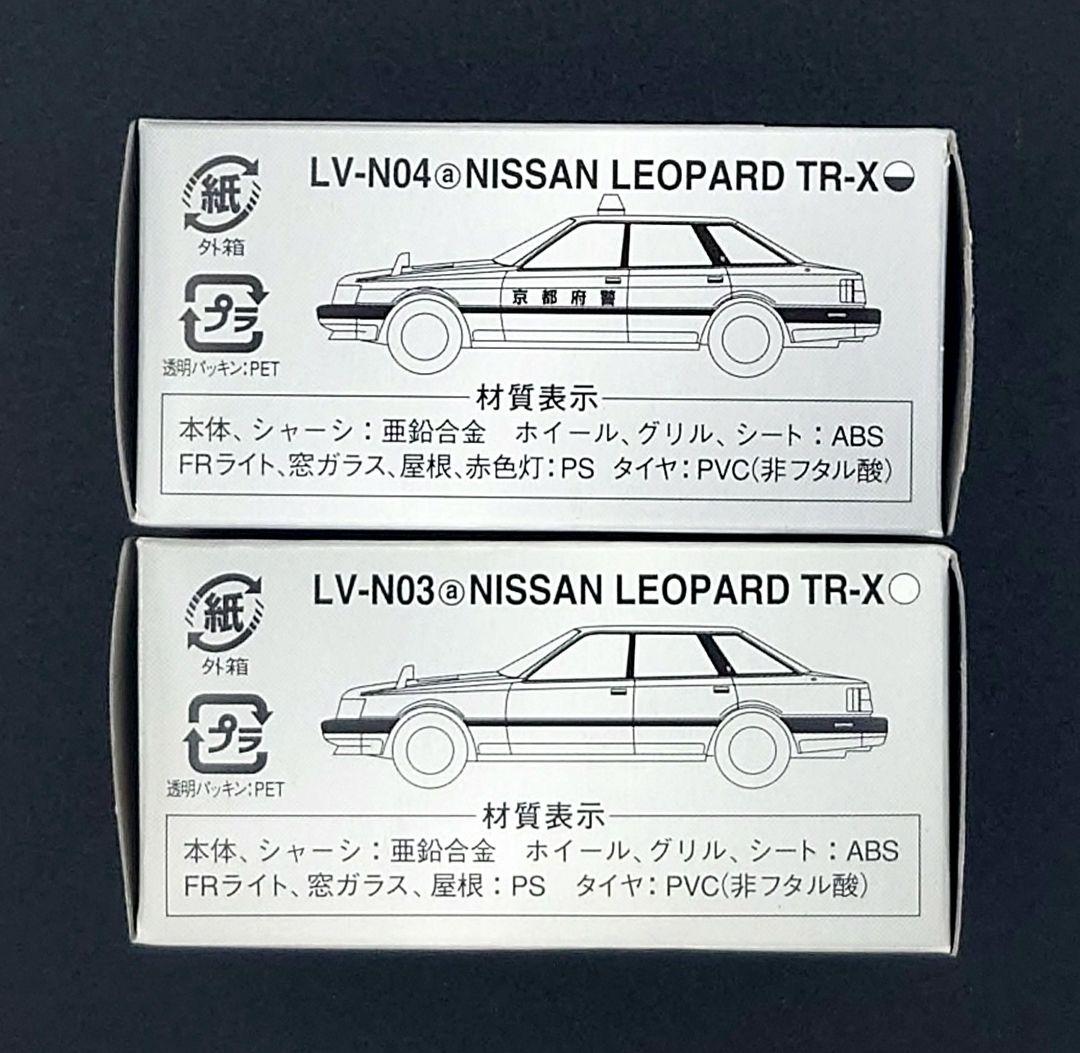 LV-N04ⓐNISSAN LEOPARD TR-X
紙
外箱
プラ
透明パッキン:PET
京都府警
材質表示
本体、シャーシ:亜鉛合金 ホイール、グリル、シート:ABS
FRライト、窓ガラス、屋根、赤色灯:PS タイヤ:PVC(非フタル酸)
LV-N03ⓐNISSAN LEOPARD TR-X
紙
外箱
プラ
透明パッキン:PET
材質表示
本体、シャーシ:亜鉛合金 ホイール、グリル、シート:ABS
FRライト、窓ガラス、屋根:PS タイヤ:PVC(非フタル酸)